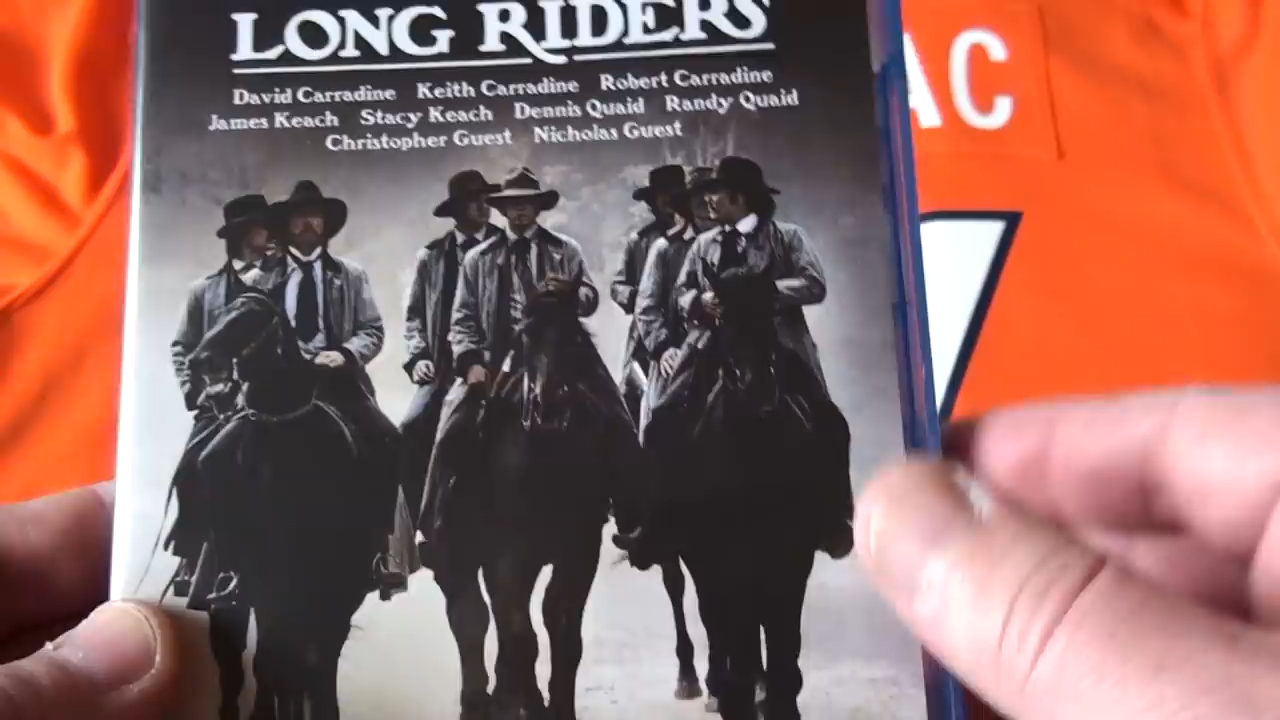 LONG RIDERS
David Carradine Keith Carradine Robert Carradine
James Keach Stacy Keach Dennis Quaid Randy Quaid
Christopher Guest Nicholas Guest
AC
7